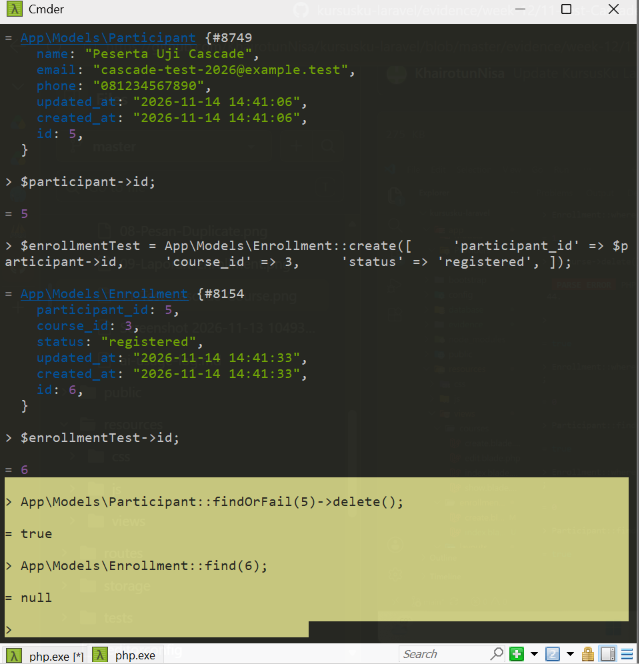 Cmder
= App\Models\Participant {#8749
name: "Peserta Uji Cascade",
email: "cascade-test-2026@example.test",
phone: "081234567890",
updated_at: "2026-11-14 14:41:06",
created_at: "2026-11-14 14:41:06",
id: 5,
}
> $participant->id;
= 5
> $enrollmentTest = App\Models\Enrollment::create([    'participant_id' => $p
articipant->id,    'course_id' => 3,    'status' => 'registered', ]);
= App\Models\Enrollment {#8154
participant_id: 5,
course_id: 3,
status: "registered",
updated_at: "2026-11-14 14:41:33",
created_at: "2026-11-14 14:41:33",
id: 6,
}
> $enrollmentTest->id;
= 6
> App\Models\Participant::findOrFail(5)->delete();
= true
> App\Models\Enrollment::find(6);
= null
>
php.exe [*]
php.exe
Search